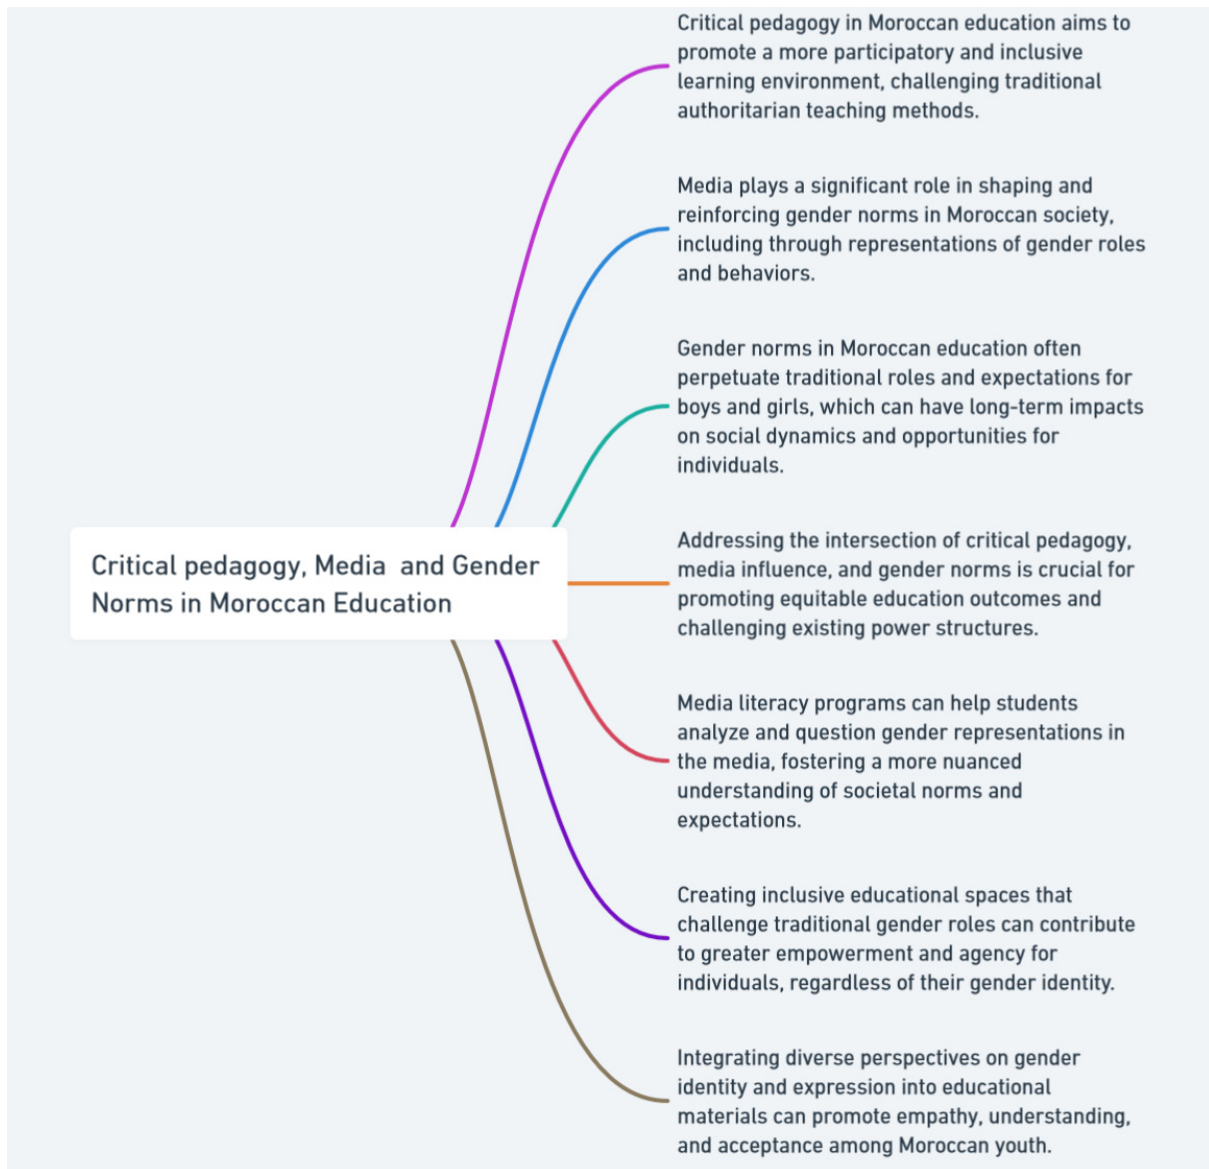 Critical pedagogy in Moroccan education aims to
promote a more participatory and inclusive
learning environment, challenging traditional
authoritarian teaching methods.
Media plays a significant role in shaping and
reinforcing gender norms in Moroccan society,
including through representations of gender roles
and behaviors.
Gender norms in Moroccan education often
perpetuate traditional roles and expectations for
boys and girls, which can have long-term impacts
on social dynamics and opportunities for
individuals.
Critical pedagogy, Media  and Gender
Norms in Moroccan Education
Addressing the intersection of critical pedagogy,
media influence, and gender norms is crucial for
promoting equitable education outcomes and
challenging existing power structures.
Media literacy programs can help students
analyze and question gender representations in
the media, fostering a more nuanced
understanding of societal norms and
expectations.
Creating inclusive educational spaces that
challenge traditional gender roles can contribute
to greater empowerment and agency for
individuals, regardless of their gender identity.
Integrating diverse perspectives on gender
identity and expression into educational
materials can promote empathy, understanding,
and acceptance among Moroccan youth.